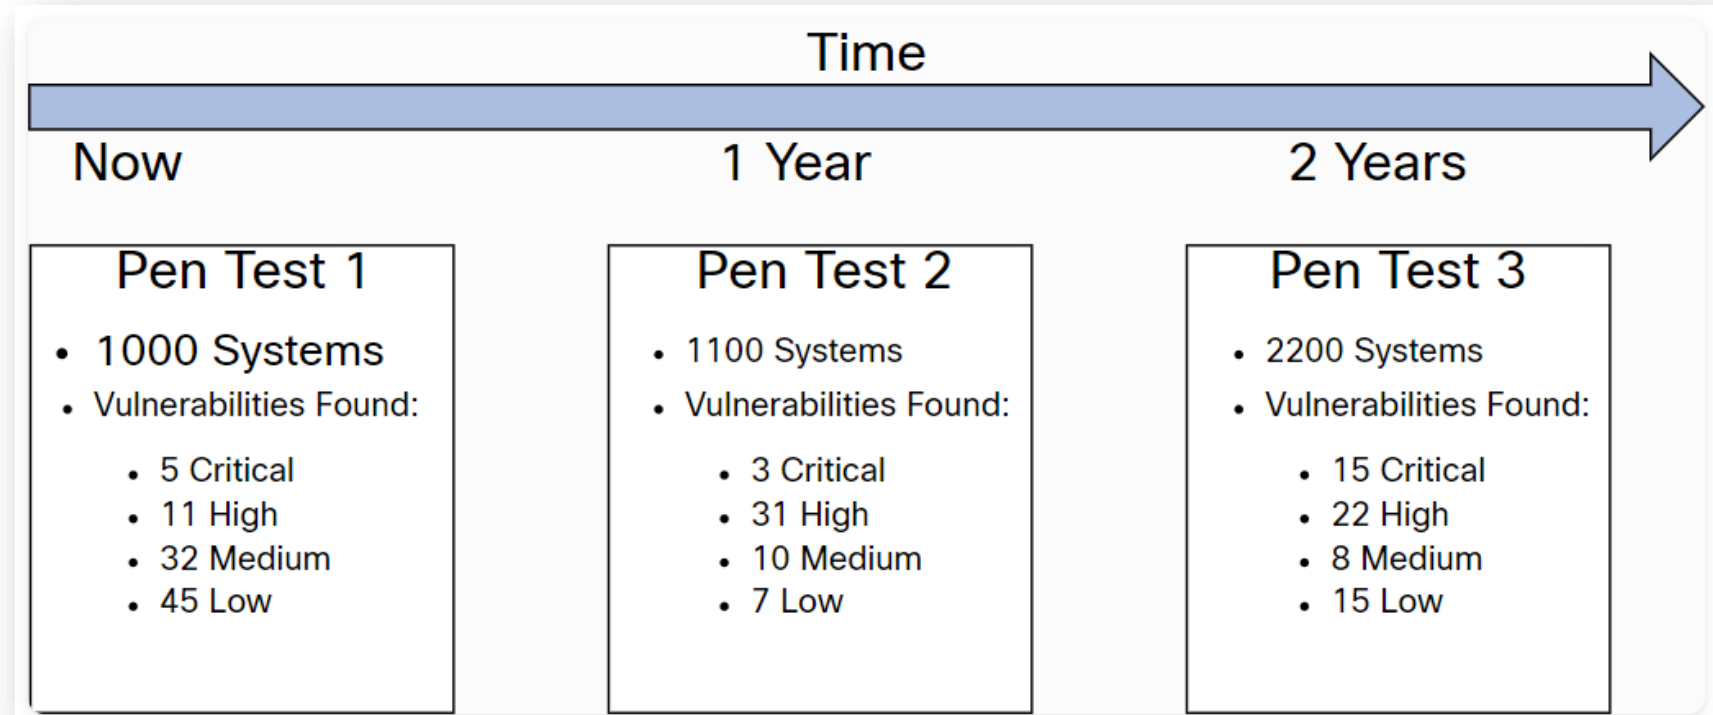 Time
Now
1 Year
2 Years
Pen Test 1
• 1000 Systems
• Vulnerabilities Found:
• 5 Critical
• 11 High
• 32 Medium
• 45 Low
Pen Test 2
• 1100 Systems
• Vulnerabilities Found:
• 3 Critical
• 31 High
• 10 Medium
• 7 Low
Pen Test 3
• 2200 Systems
• Vulnerabilities Found:
• 15 Critical
• 22 High
• 8 Medium
• 15 Low